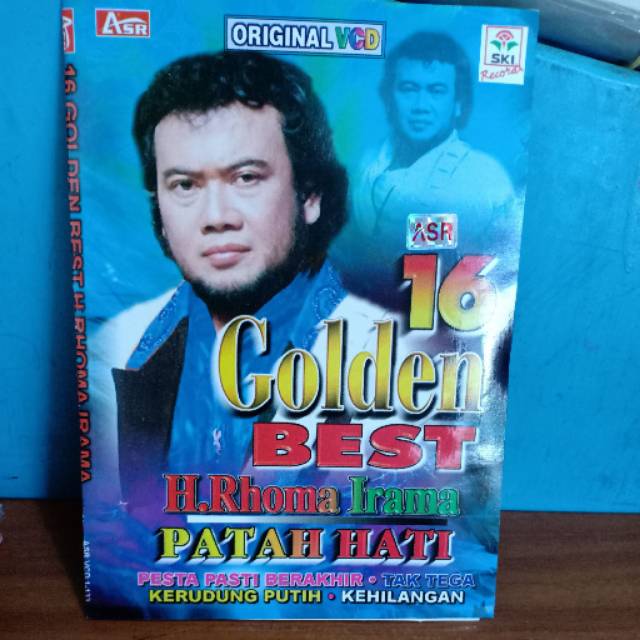 ASR
ORIGINAL VCD
SKI
Records
ASR
16
Golden
BEST
H.Rhoma Irama
PATAH HATI
PESTA PASTI BERAKHIR • TAK TEGA
KERUDUNG PUTIH • KEHILANGAN
ASR
16 GOLDEN BEST H.RHOMA IRAMA